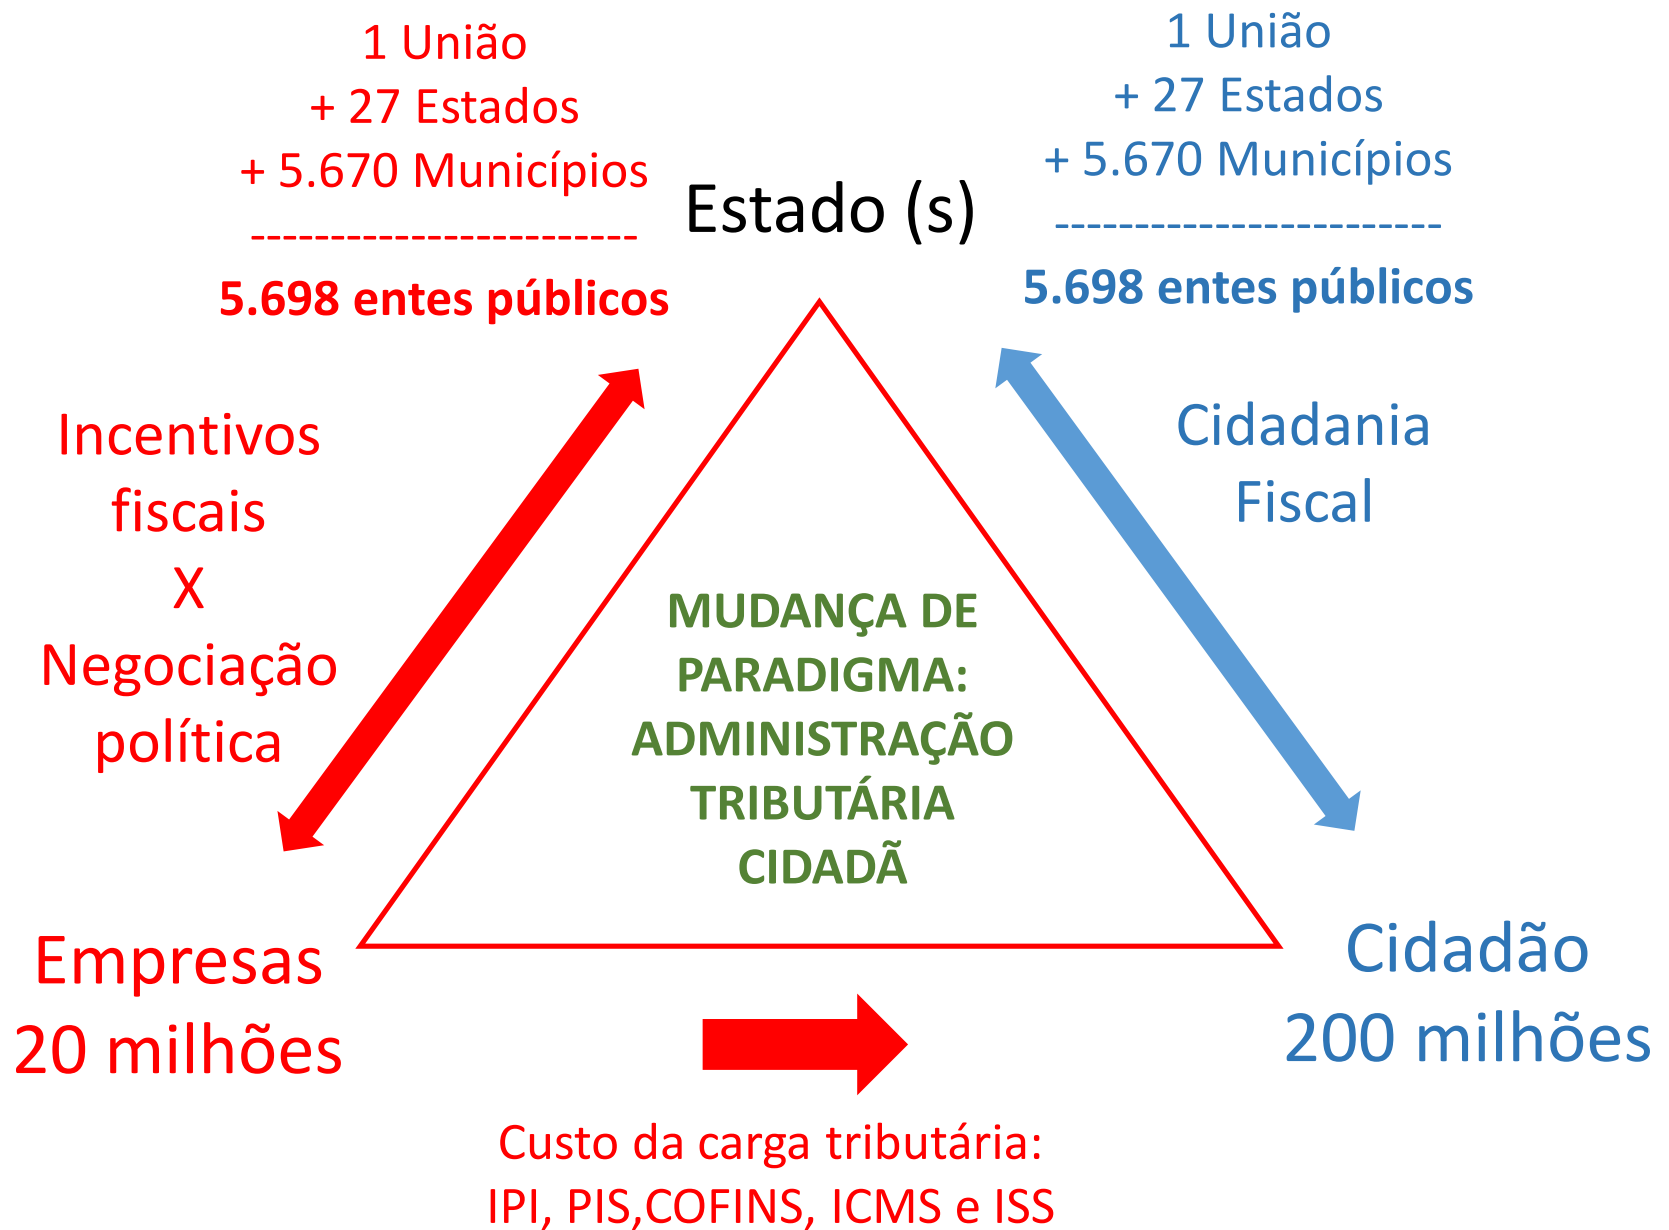 1 União
+ 27 Estados
+ 5.670 Municípios
------------------------
5.698 entes públicos
1 União
+ 27 Estados
+ 5.670 Municípios
------------------------
5.698 entes públicos
Estado (s)
Incentivos
fiscais
X
Negociação
política
Cidadania
Fiscal
MUDANÇA DE
PARADIGMA:
ADMINISTRAÇÃO
TRIBUTÁRIA
CIDADÃ
Empresas
20 milhões
Cidadão
200 milhões
Custo da carga tributária:
IPI, PIS,COFINS, ICMS e ISS